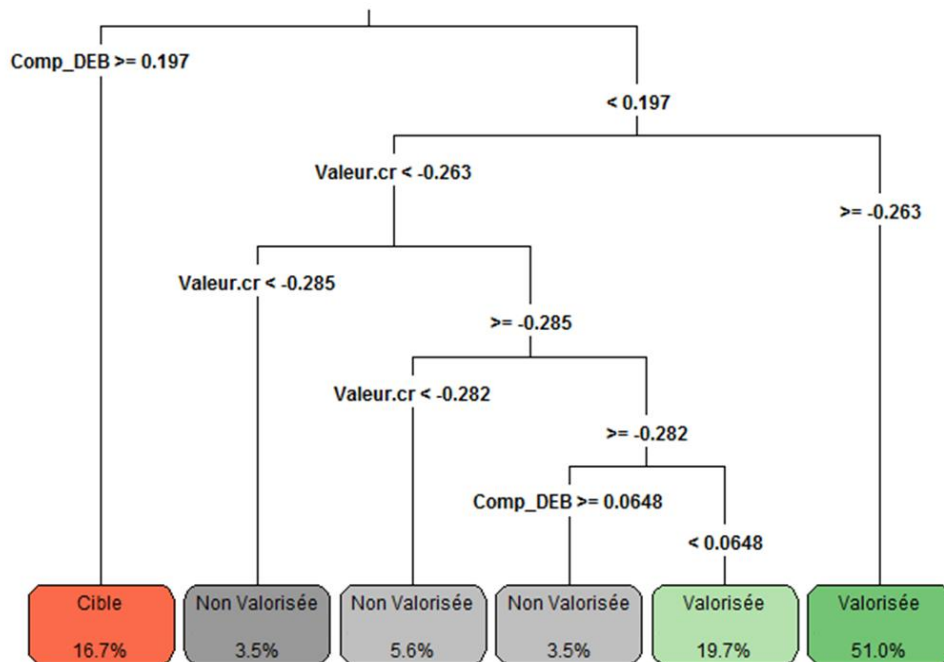 Comp_DEB >= 0.197
< 0.197
Valeur.cr < -0.263
>= -0.263
Valeur.cr < -0.285
>= -0.285
Valeur.cr < -0.282
>= -0.282
Comp_DEB >= 0.0648
< 0.0648
Cible
16.7%
Non Valorisée
3.5%
Non Valorisée
5.6%
Non Valorisée
3.5%
Valorisée
19.7%
Valorisée
51.0%